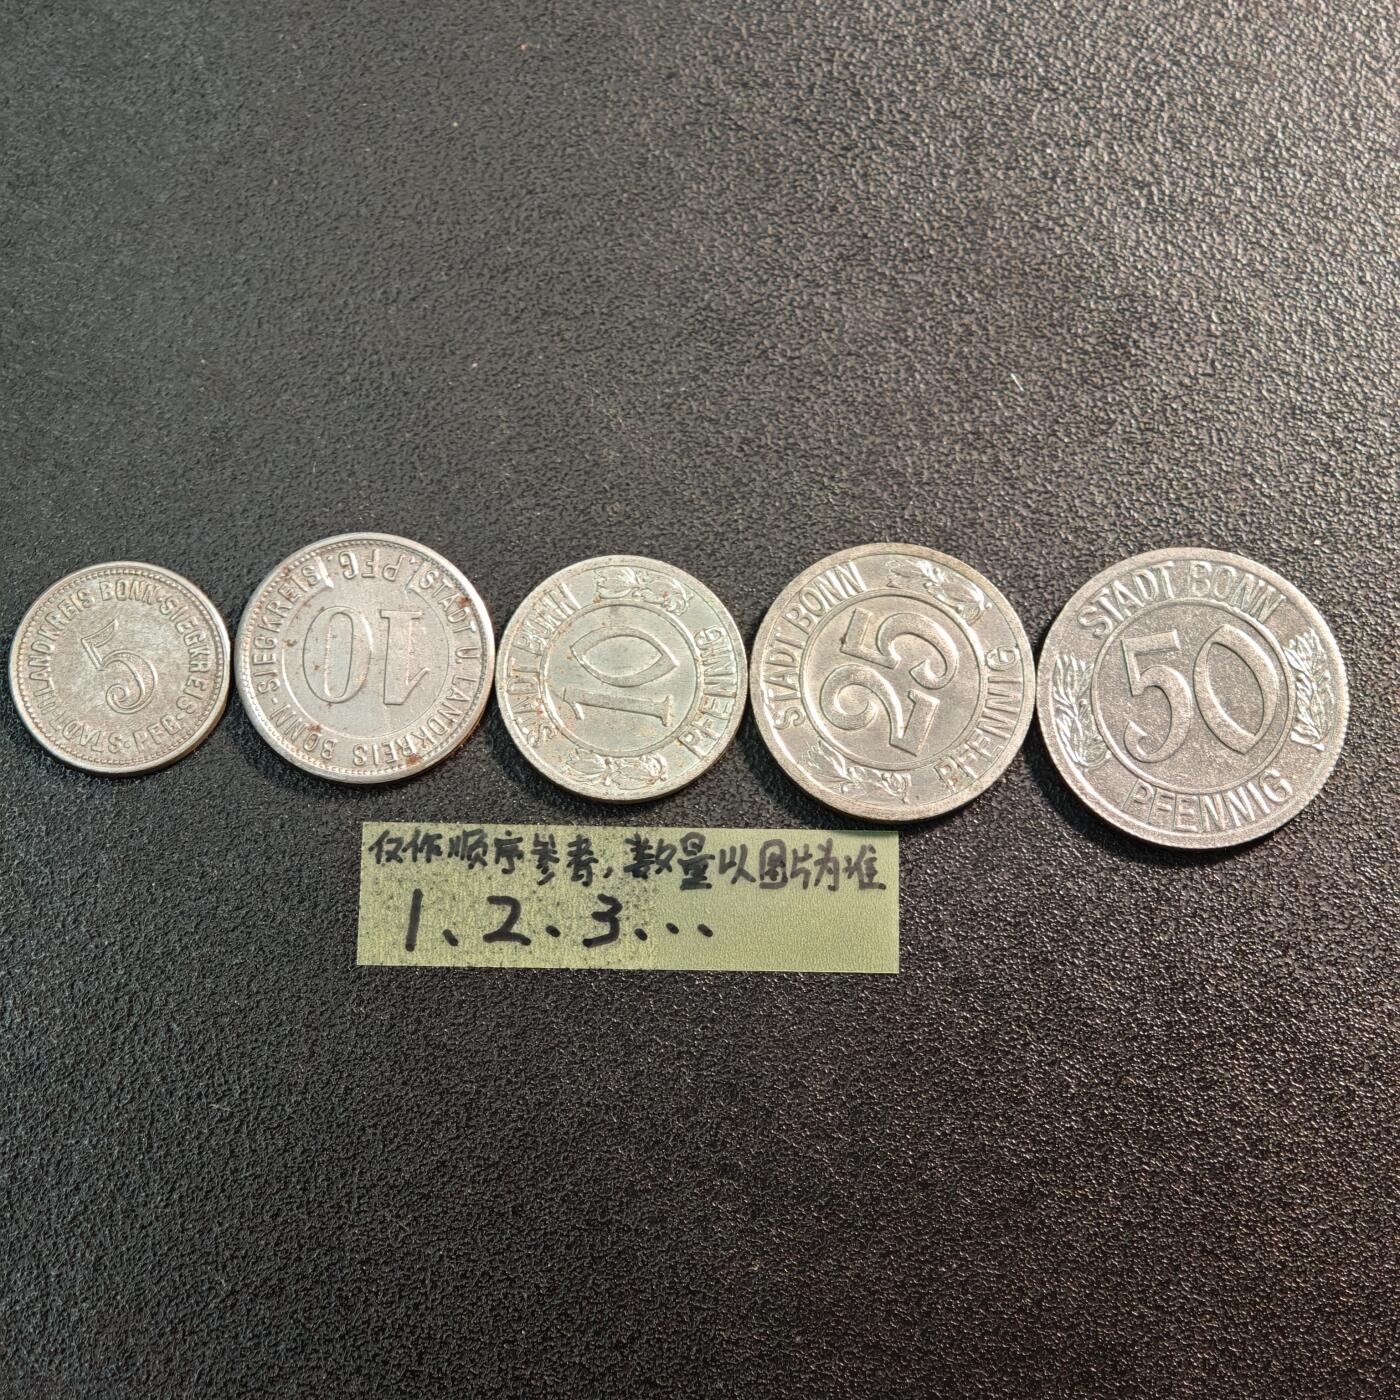 STADT U. LANDKREIS BONN-SIEGKREIS
5
PFG.
STADT U. LANDKREIS BONN-SIEGKREIS
10
PFG.
STADT BONN
10
PFENNIG
STADT BONN
25
PFENNIG
STADT BONN
50
PFENNIG
仅作顺序参考,数量以图片为准
1.2.3...